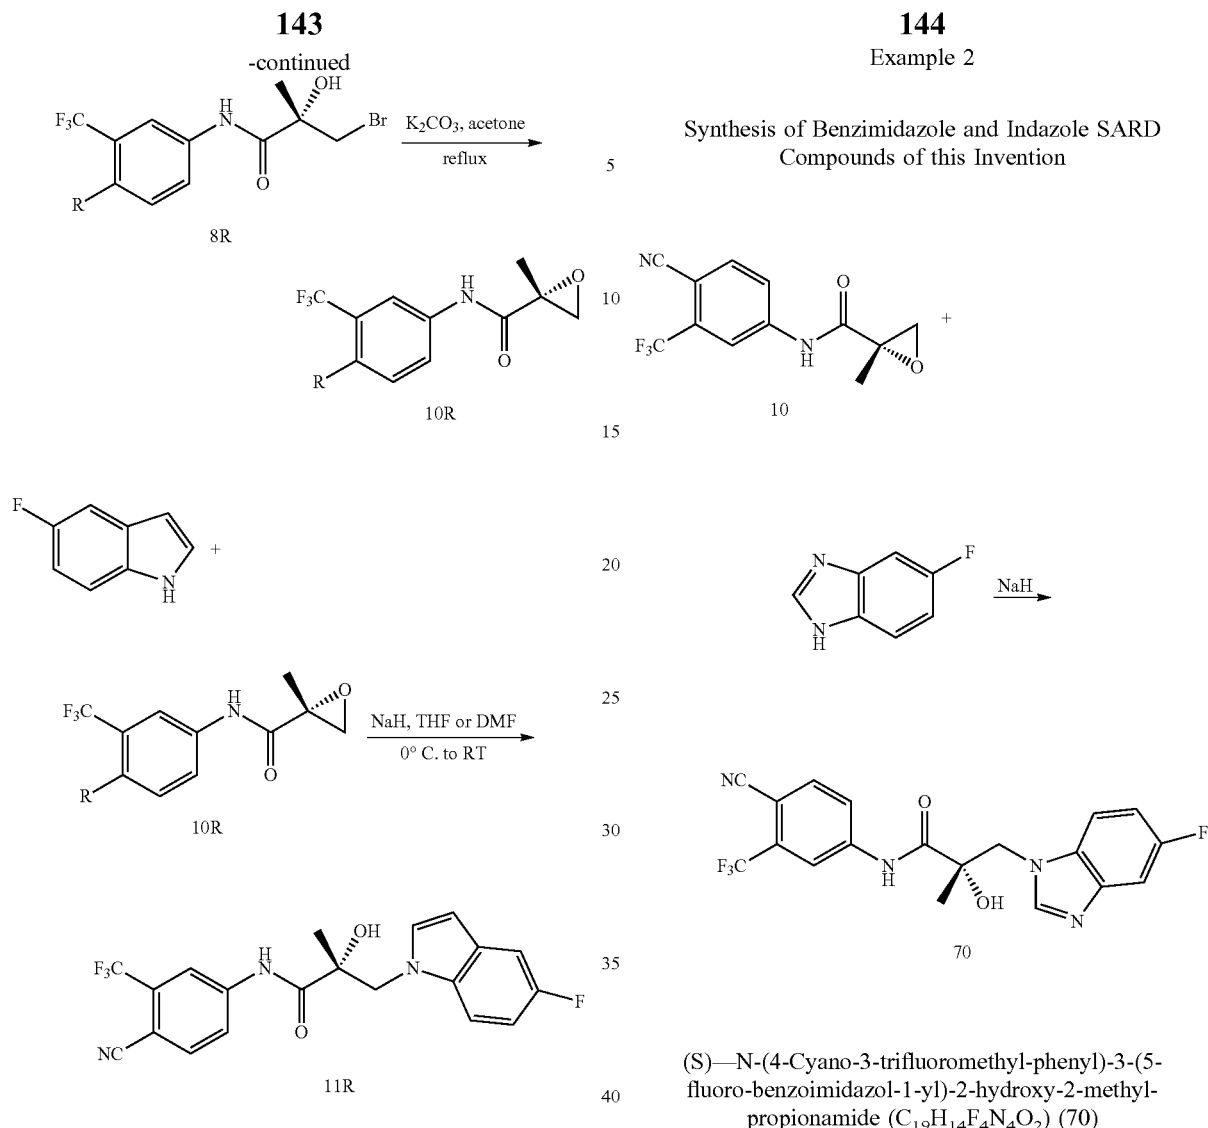 143
-continued
F₃C
H
N
OH
Br
O
R
K₂CO₃, acetone
reflux
8R
F₃C
H
N
O
O
R
10R
F
N
H
+
F₃C
H
N
O
O
R
10R
NaH, THF or DMF
0° C. to RT
F₃C
H
N
OH
O
N
F
NC
11R
5
10
15
20
25
30
35
40
144
Example 2
Synthesis of Benzimidazole and Indazole SARD
Compounds of this Invention
NC
O
+
F₃C
N
H
O
10
N
F
N
H
NaH
NC
O
F
F₃C
N
H
OH
N
N
70
(S)—N-(4-Cyano-3-trifluoromethyl-phenyl)-3-(5-
fluoro-benzoimidazol-1-yl)-2-hydroxy-2-methyl-
propionamide (C₁₉H₁₄F₄N₄O₂) (70)